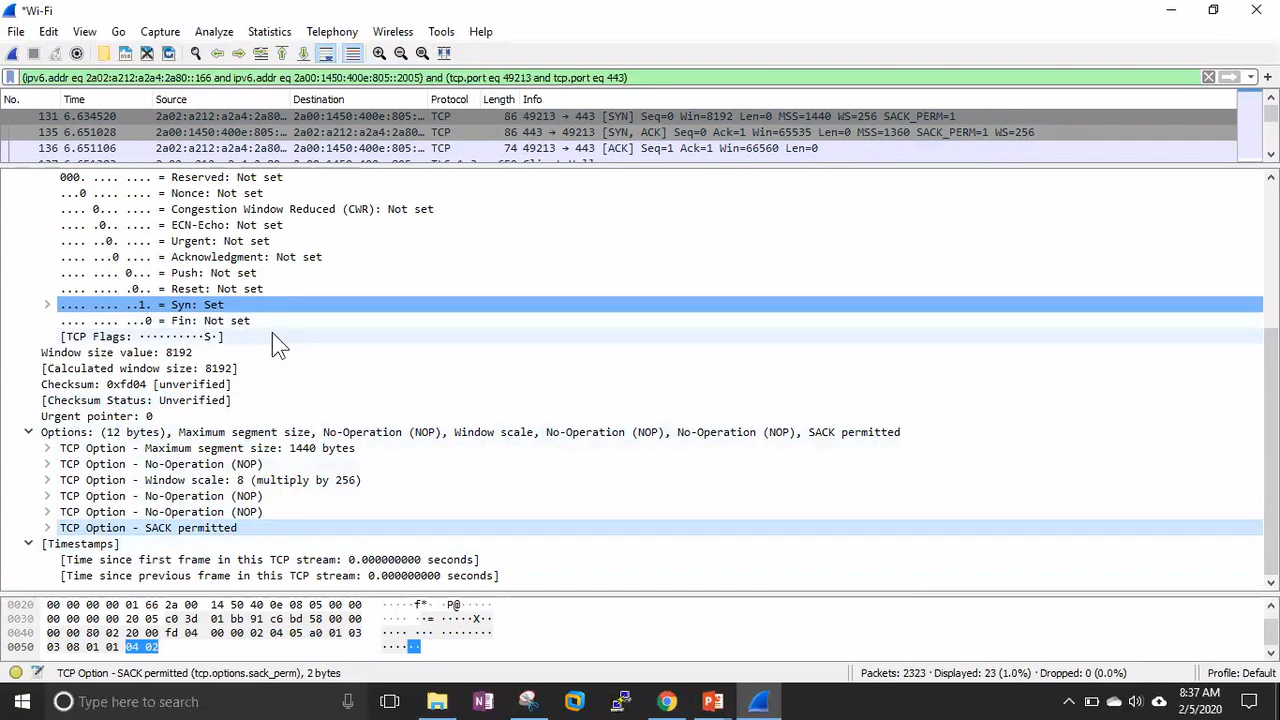 *Wi-Fi
File Edit View Go Capture Analyze Statistics Telephony Wireless Tools Help
(ipv6.addr eq 2a02:a212:a2a4:2a80::166 and ipv6.addr eq 2a00:1450:400e:805::2005) and (tcp.port eq 49213 and tcp.port eq 443)
No. Time Source Destination Protocol Length Info
131 6.634520 2a02:a212:a2a4:2a80… 2a00:1450:400e:805:… TCP 86 49213 → 443 [SYN] Seq=0 Win=8192 Len=0 MSS=1440 WS=256 SACK_PERM=1
135 6.651028 2a00:1450:400e:805:… 2a02:a212:a2a4:2a80… TCP 86 443 → 49213 [SYN, ACK] Seq=0 Ack=1 Win=65535 Len=0 MSS=1360 SACK_PERM=1 WS=256
136 6.651106 2a02:a212:a2a4:2a80… 2a00:1450:400e:805:… TCP 74 49213 → 443 [ACK] Seq=1 Ack=1 Win=66560 Len=0
000. .... .... = Reserved: Not set
...0 .... .... = Nonce: Not set
.... 0... .... = Congestion Window Reduced (CWR): Not set
.... .0.. .... = ECN-Echo: Not set
.... ..0. .... = Urgent: Not set
.... ...0 .... = Acknowledgment: Not set
.... .... 0... = Push: Not set
.... .... .0.. = Reset: Not set
.... .... ..1. = Syn: Set
.... .... ...0 = Fin: Not set
[TCP Flags: ··········S·]
Window size value: 8192
[Calculated window size: 8192]
Checksum: 0xfd04 [unverified]
[Checksum Status: Unverified]
Urgent pointer: 0
Options: (12 bytes), Maximum segment size, No-Operation (NOP), Window scale, No-Operation (NOP), No-Operation (NOP), SACK permitted
TCP Option - Maximum segment size: 1440 bytes
TCP Option - No-Operation (NOP)
TCP Option - Window scale: 8 (multiply by 256)
TCP Option - No-Operation (NOP)
TCP Option - No-Operation (NOP)
TCP Option - SACK permitted
[Timestamps]
[Time since first frame in this TCP stream: 0.000000000 seconds]
[Time since previous frame in this TCP stream: 0.000000000 seconds]
0020 00 00 00 00 01 66 2a 00 14 50 40 0e 08 05 00 00 ·····f*· ·P@·····
0030 00 00 00 00 20 05 c0 3d 01 bb 91 c6 bd 58 00 00
0040 00 00 80 02 20 00 fd 04 00 00 02 04 05 a0 01 03
0050 03 08 01 01 04 02 ······
TCP Option - SACK permitted (tcp.options.sack_perm), 2 bytes Packets: 2323 · Displayed: 23 (1.0%) · Dropped: 0 (0.0%) Profile: Default
Type here to search
8:37 AM
2/5/2020